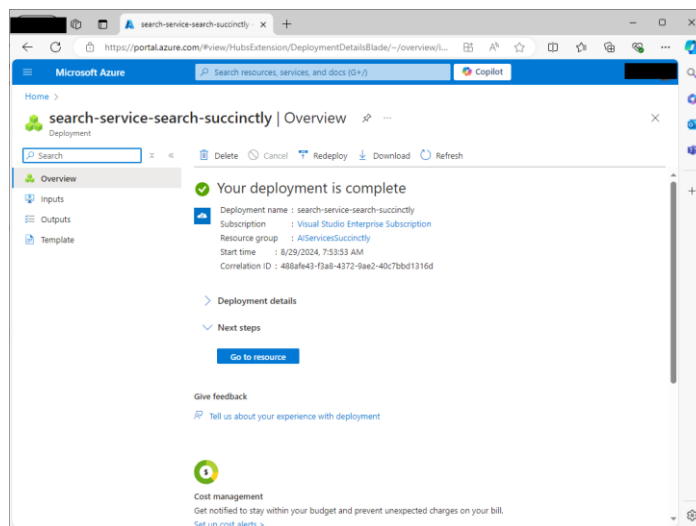 search-service-search-succinctly -
https://portal.azure.com/#view/HubsExtension/DeploymentDetailsBlade/~/overview/i...
Microsoft Azure
Search resources, services, and docs (G+/)
Copilot
Home >
search-service-search-succinctly | Overview
Deployment
Search
Delete
Cancel
Redeploy
Download
Refresh
Overview
Inputs
Outputs
Template
Your deployment is complete
Deployment name : search-service-search-succinctly
Subscription : Visual Studio Enterprise Subscription
Resource group : AIServicesSuccinctly
Start time : 8/29/2024, 7:53:53 AM
Correlation ID : 488afe43-f3a8-4372-9ae2-40c7bbd1316d
Deployment details
Next steps
Go to resource
Give feedback
Tell us about your experience with deployment
Cost management
Get notified to stay within your budget and prevent unexpected charges on your bill.
Set up cost alerts >